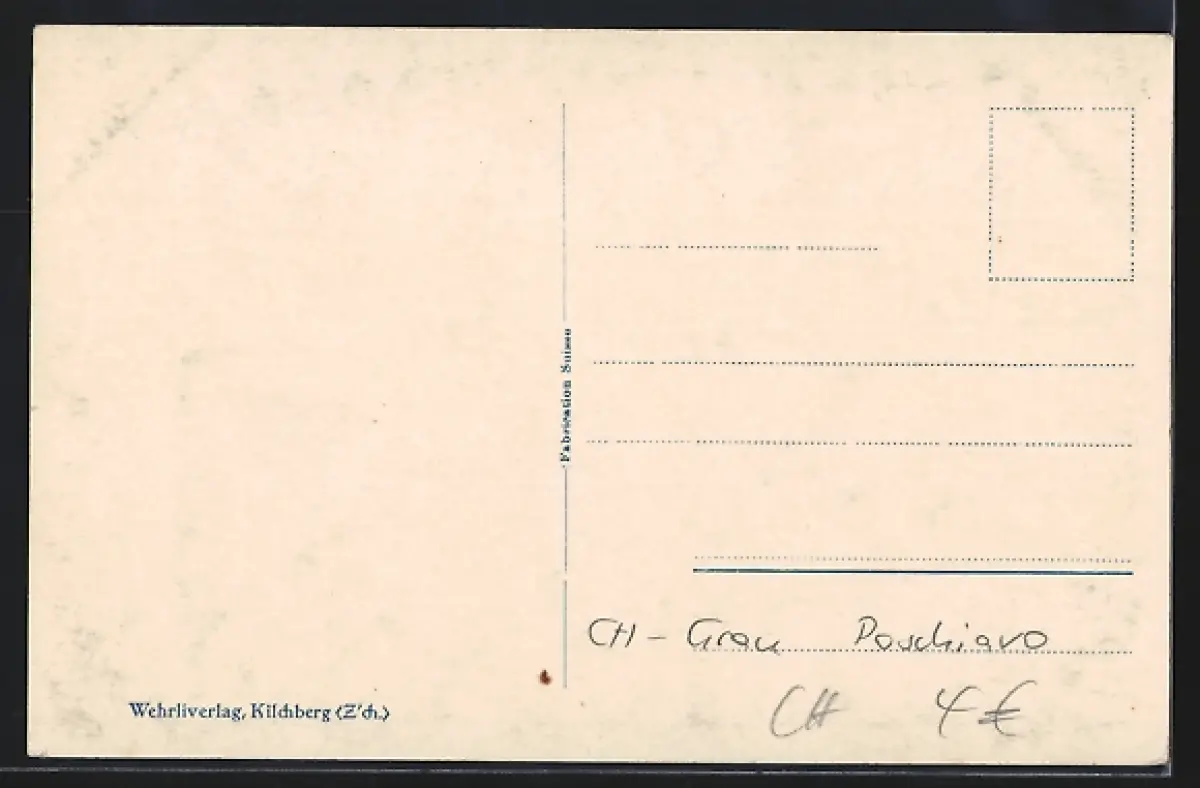 Fabrication Suisse
CH - Grau Poschiavo
CH 4 €
Wehrliverlag, Kilchberg (Z'ch.)